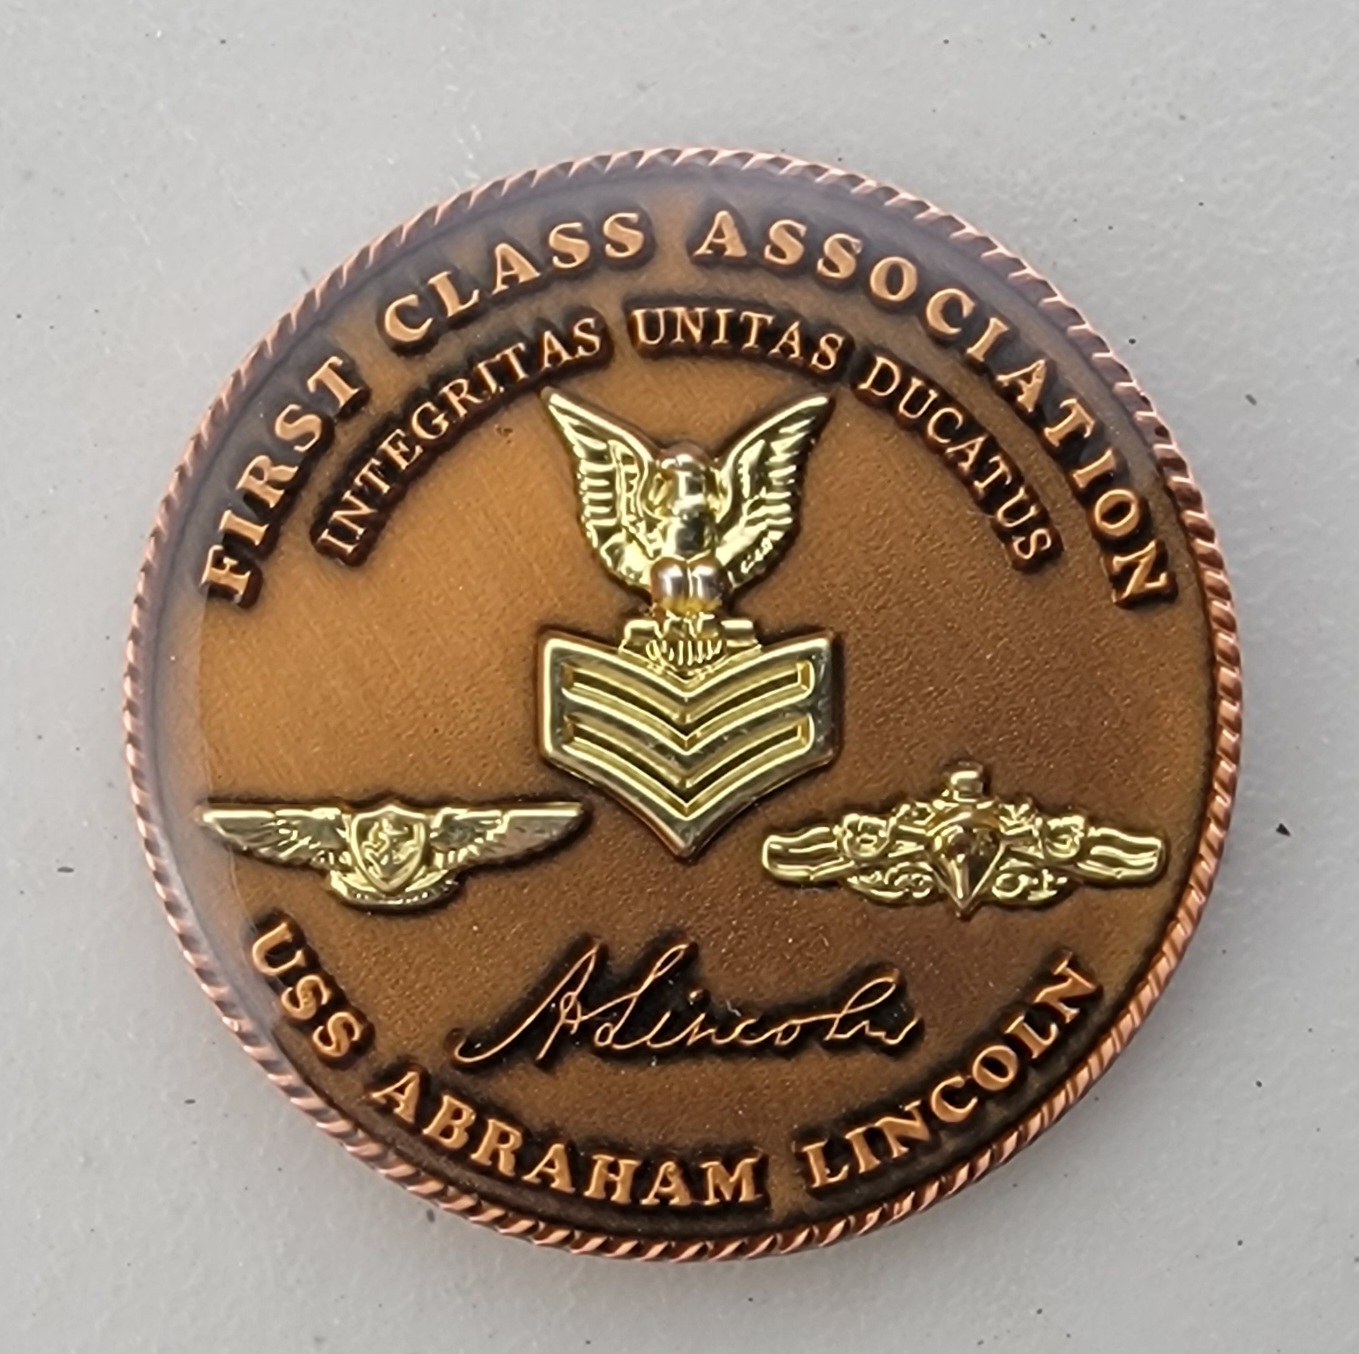 FIRST CLASS ASSOCIATION
INTEGRITAS UNITAS DUCATUS
A Lincoln
USS ABRAHAM LINCOLN